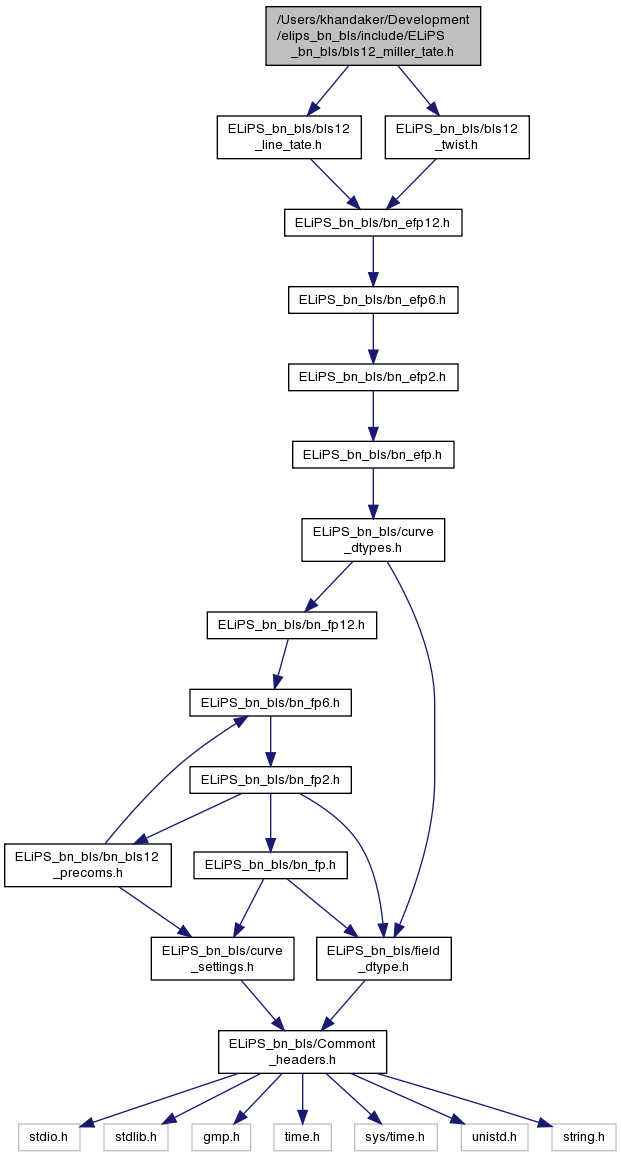 /Users/khandaker/Development
/elips_bn_bls/include/ELiPS
_bn_bls/bls12_miller_tate.h
ELiPS_bn_bls/bls12
_line_tate.h
ELiPS_bn_bls/bls12
_twist.h
ELiPS_bn_bls/bn_efp12.h
ELiPS_bn_bls/bn_efp6.h
ELiPS_bn_bls/bn_efp2.h
ELiPS_bn_bls/bn_efp.h
ELiPS_bn_bls/curve
_dtypes.h
ELiPS_bn_bls/bn_fp12.h
ELiPS_bn_bls/bn_fp6.h
ELiPS_bn_bls/bn_fp2.h
ELiPS_bn_bls/bn_bls12
_precoms.h
ELiPS_bn_bls/bn_fp.h
ELiPS_bn_bls/curve
_settings.h
ELiPS_bn_bls/field
_dtype.h
ELiPS_bn_bls/Commont
_headers.h
stdio.h
stdlib.h
gmp.h
time.h
sys/time.h
unistd.h
string.h